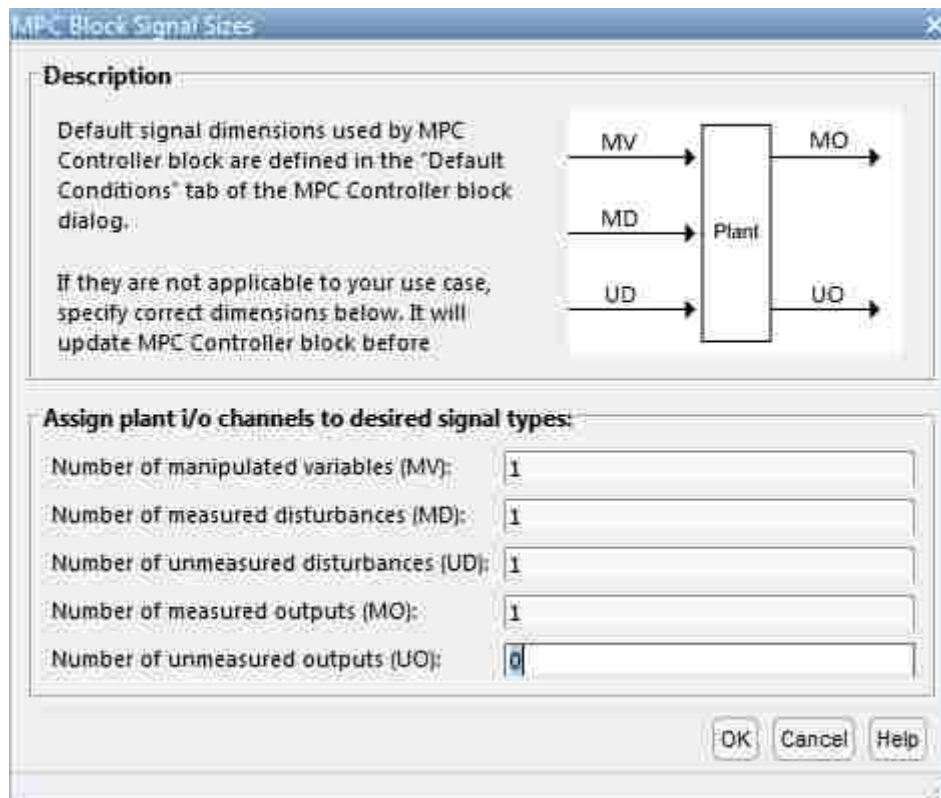 MPC Block Signal Sizes
Description
Default signal dimensions used by MPC
Controller block are defined in the "Default
Conditions" tab of the MPC Controller block
dialog.
If they are not applicable to your use case,
specify correct dimensions below. It will
update MPC Controller block before
MV
MO
MD
Plant
UD
UO
Assign plant i/o channels to desired signal types:
Number of manipulated variables (MV): 1
Number of measured disturbances (MD): 1
Number of unmeasured disturbances (UD): 1
Number of measured outputs (MO): 1
Number of unmeasured outputs (UO): 0
OK Cancel Help